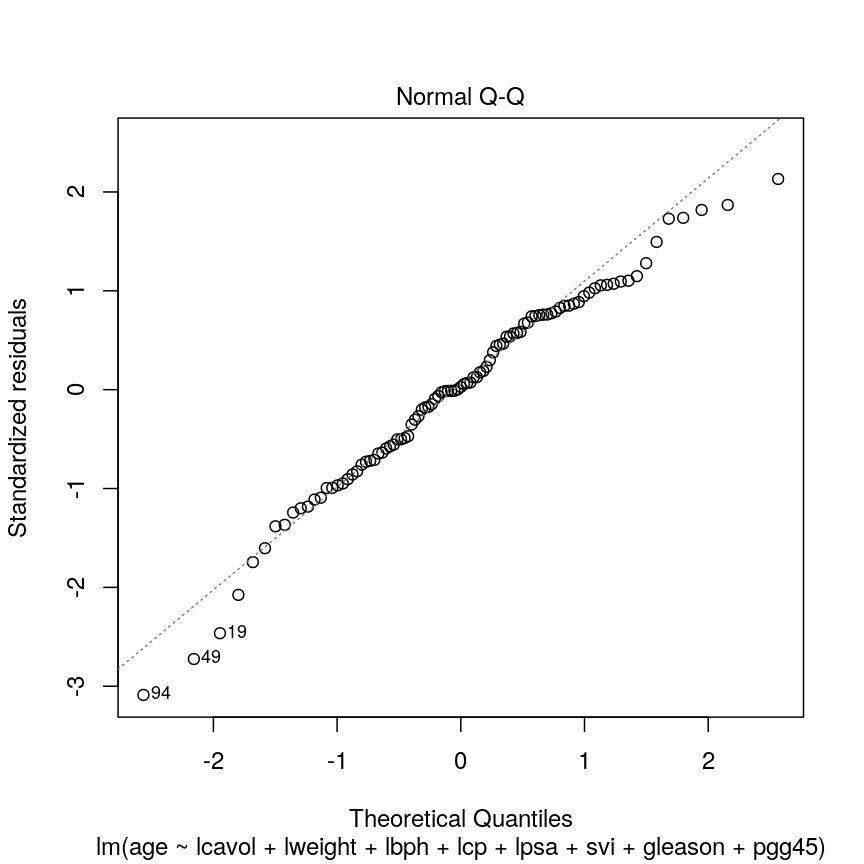 Normal Q-Q
Standardized residuals
2
1
0
-1
-2
-3
19
49
94
-2 -1 0 1 2
Theoretical Quantiles
lm(age ~ lcavol + lweight + lbph + lcp + lpsa + svi + gleason + pgg45)